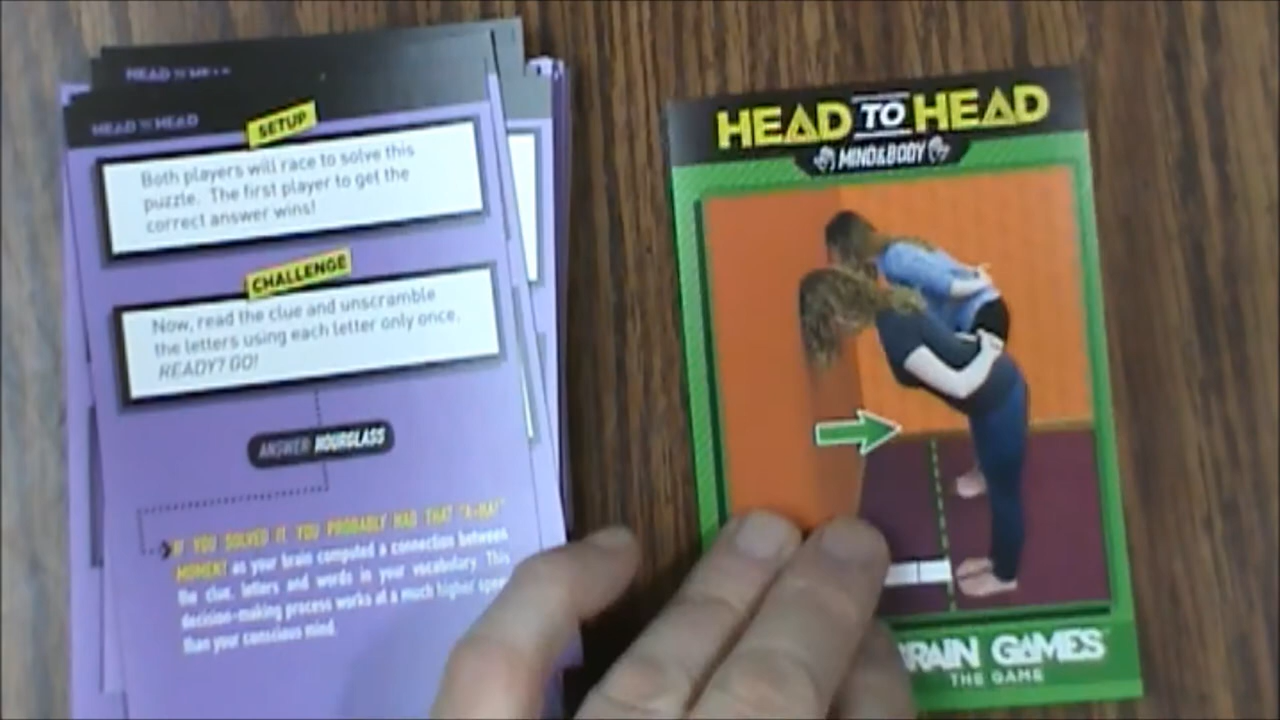 HEAD TO HEAD
SETUP
Both players will race to solve this
puzzle. The first player to get the
correct answer wins!
CHALLENGE
Now, read the clue and unscramble
the letters using each letter only once.
READY? GO!
ANSWER: HOURGLASS
IF YOU SOLVED IT YOU PROBABLY HAD THAT "A-HA!"
MOMENT as your brain computed a connection between
the clue, letters and words in your vocabulary. This
decision-making process works at a much higher
than your conscious mind.
HEAD TO HEAD
MIND&BODY
BRAIN GAMES
THE GAME